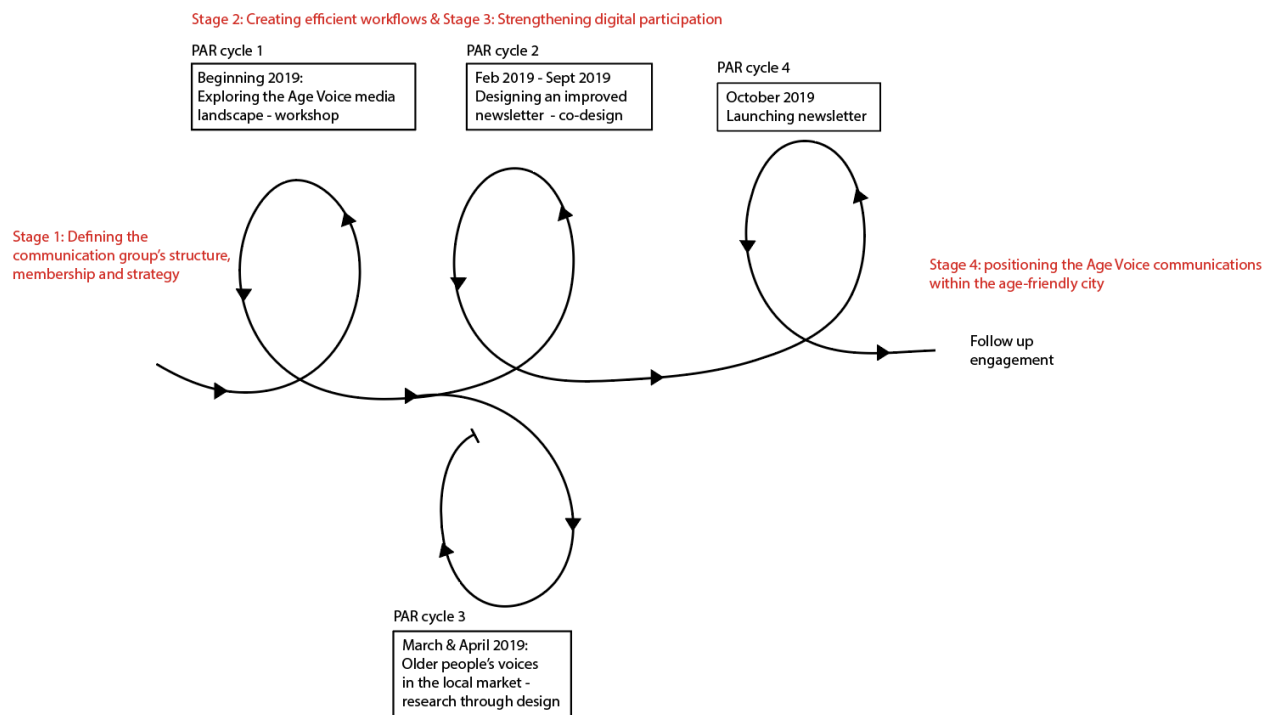 Stage 2: Creating efficient workflows & Stage 3: Strengthening digital participation
PAR cycle 1
Beginning 2019:
Exploring the Age Voice media
landscape - workshop
PAR cycle 2
Feb 2019 - Sept 2019
Designing an improved
newsletter - co-design
PAR cycle 4
October 2019
Launching newsletter
Stage 1: Defining the
communication group's structure,
membership and strategy
Stage 4: positioning the Age Voice communications
within the age-friendly city
Follow up
engagement
PAR cycle 3
March & April 2019:
Older people's voices
in the local market -
research through design